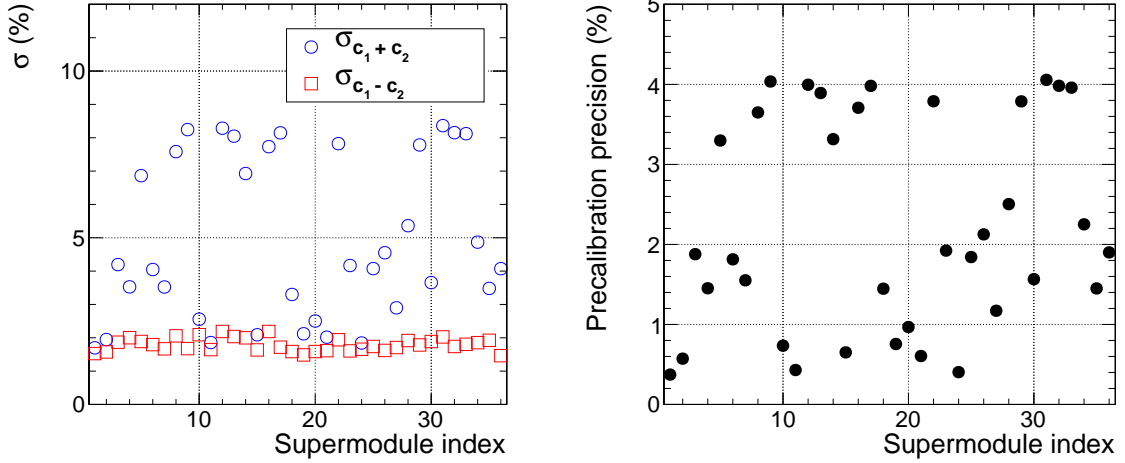 σ (%)
10
5
0
10
20
30
Supermodule index
σ c₁ + c₂
σ c₁ - c₂
Precalibration precision (%)
5
4
3
2
1
0
10
20
30
Supermodule index